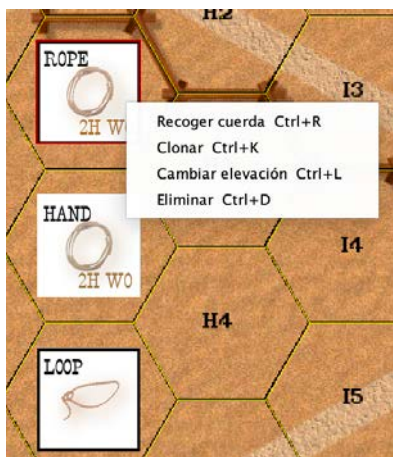 H2
ROPE
2H W0
I3
Recoger cuerda Ctrl+R
Clonar Ctrl+K
Cambiar elevación Ctrl+L
Eliminar Ctrl+D
HAND
2H W0
I4
H4
LOOP
I5